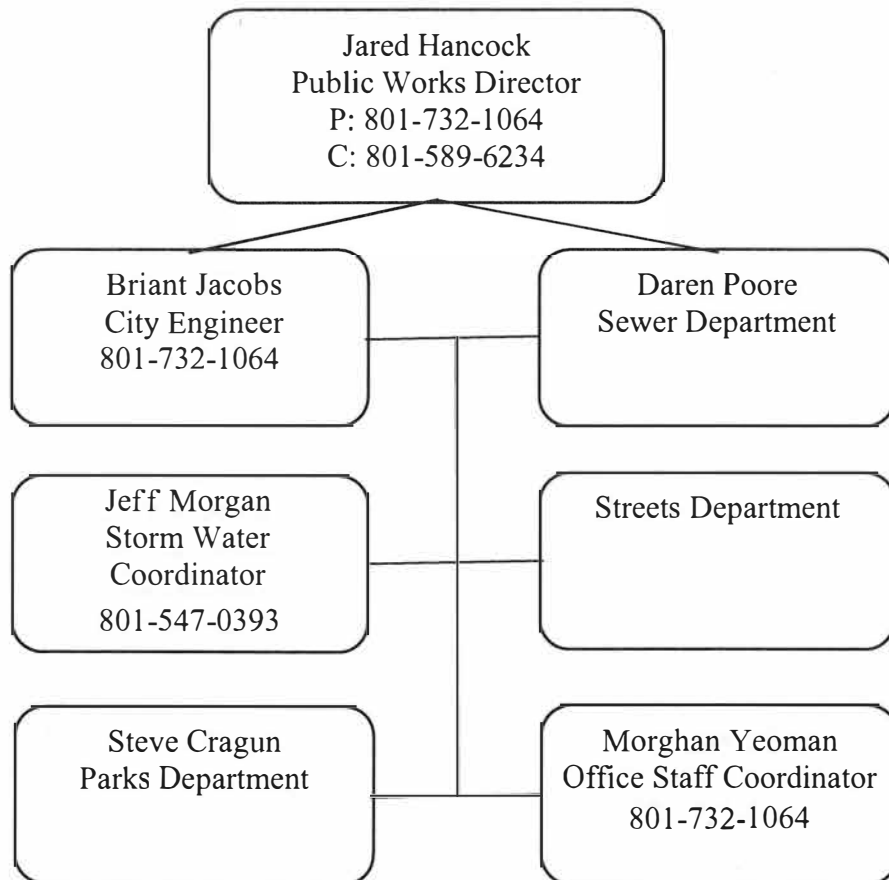 Jared Hancock
Public Works Director
P: 801-732-1064
C: 801-589-6234
Briant Jacobs
City Engineer
801-732-1064
Daren Poore
Sewer Department
Jeff Morgan
Storm Water
Coordinator
801-547-0393
Streets Department
Steve Cragun
Parks Department
Morghan Yeoman
Office Staff Coordinator
801-732-1064